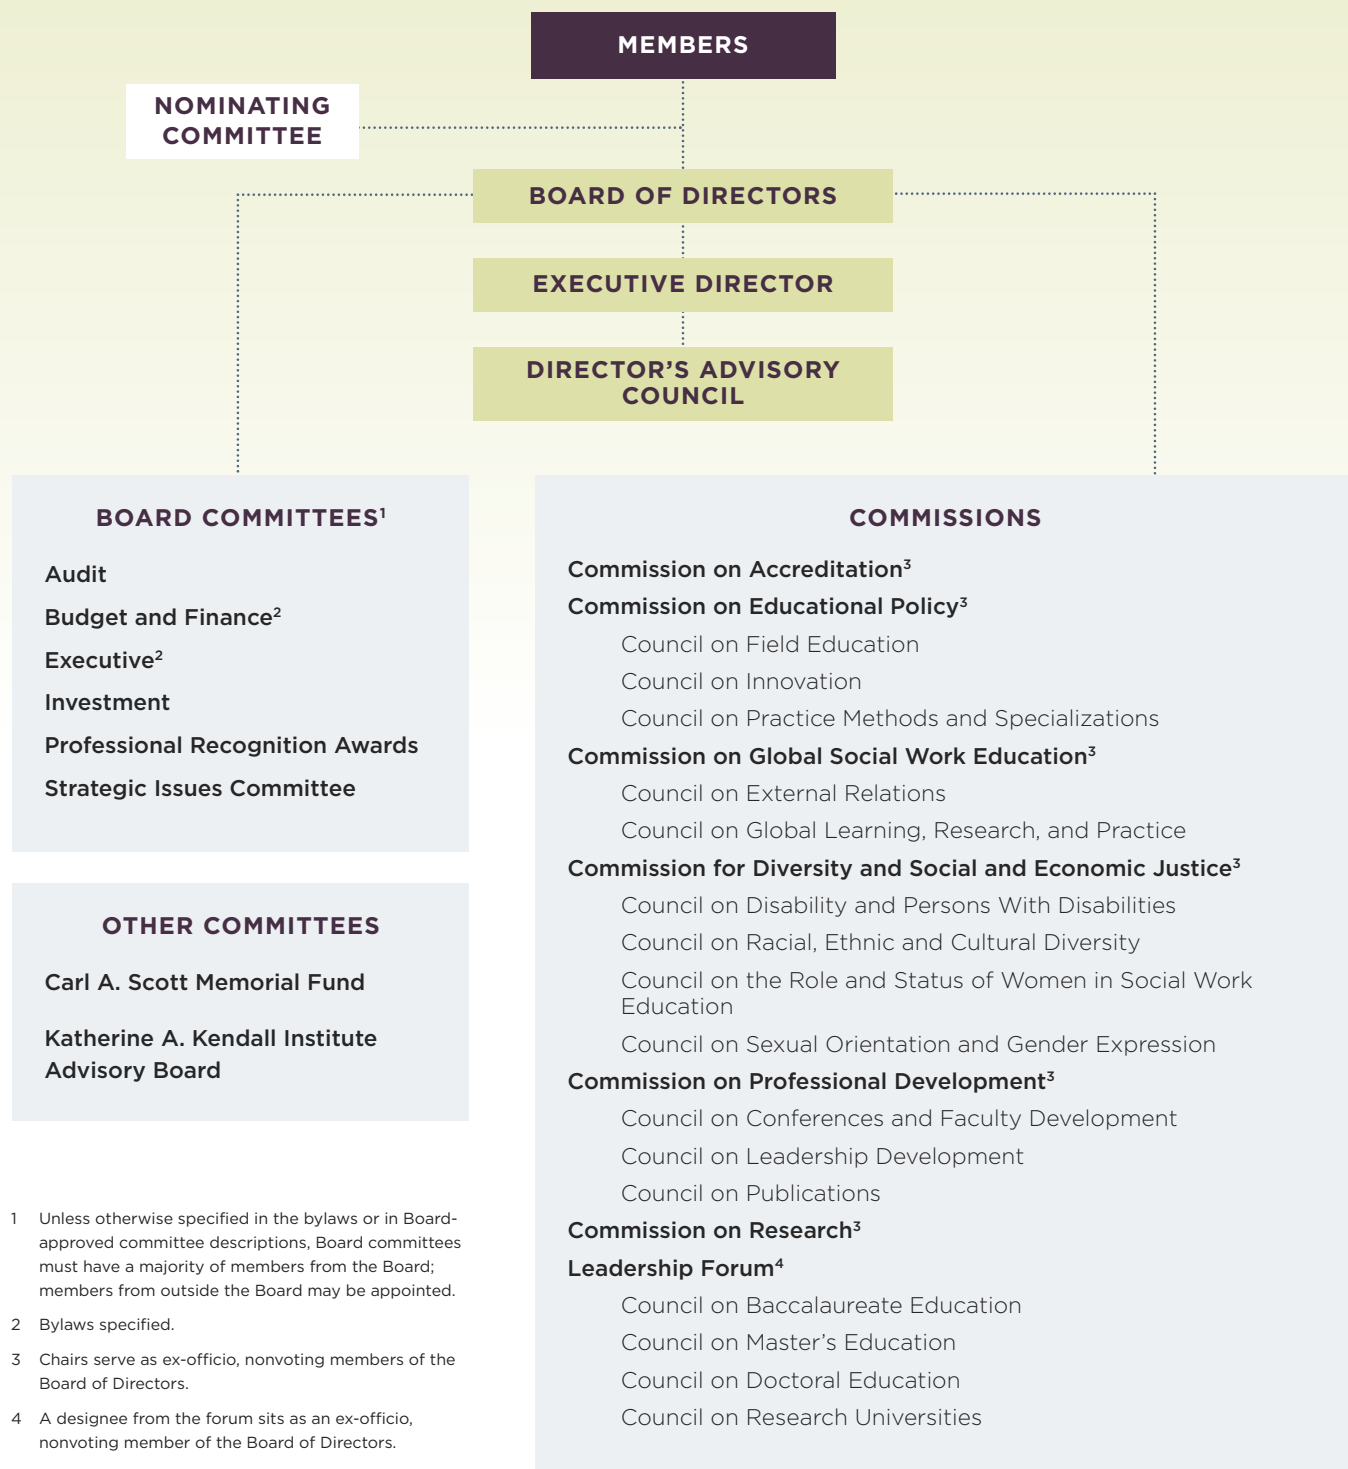 MEMBERS
NOMINATING
COMMITTEE
BOARD OF DIRECTORS
EXECUTIVE DIRECTOR
DIRECTOR’S ADVISORY
COUNCIL
BOARD COMMITTEES¹
Audit
Budget and Finance²
Executive²
Investment
Professional Recognition Awards
Strategic Issues Committee
OTHER COMMITTEES
Carl A. Scott Memorial Fund
Katherine A. Kendall Institute
Advisory Board
1 Unless otherwise specified in the bylaws or in Board-
approved committee descriptions, Board committees
must have a majority of members from the Board;
members from outside the Board may be appointed.
2 Bylaws specified.
3 Chairs serve as ex-officio, nonvoting members of the
Board of Directors.
4 A designee from the forum sits as an ex-officio,
nonvoting member of the Board of Directors.
COMMISSIONS
Commission on Accreditation³
Commission on Educational Policy³
Council on Field Education
Council on Innovation
Council on Practice Methods and Specializations
Commission on Global Social Work Education³
Council on External Relations
Council on Global Learning, Research, and Practice
Commission for Diversity and Social and Economic Justice³
Council on Disability and Persons With Disabilities
Council on Racial, Ethnic and Cultural Diversity
Council on the Role and Status of Women in Social Work
Education
Council on Sexual Orientation and Gender Expression
Commission on Professional Development³
Council on Conferences and Faculty Development
Council on Leadership Development
Council on Publications
Commission on Research³
Leadership Forum⁴
Council on Baccalaureate Education
Council on Master’s Education
Council on Doctoral Education
Council on Research Universities